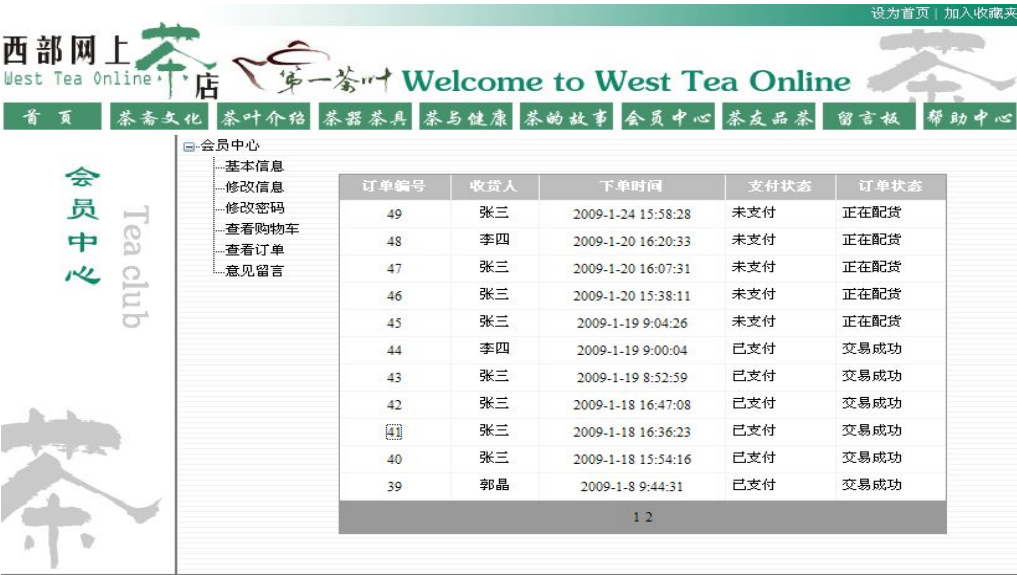 设为首页 | 加入收藏夹
西部网上茶店
West Tea Online
第一茶叶 Welcome to West Tea Online
首 页 茶斋文化 茶叶介绍 茶器茶具 茶与健康 茶的故事 会员中心 茶友品茶 留言板 帮助中心
会员中心
Tea club
茶
会员中心
基本信息
修改信息
修改密码
查看购物车
查看订单
意见留言
订单编号 收货人 下单时间 支付状态 订单状态
49 张三 2009-1-24 15:58:28 未支付 正在配货
48 李四 2009-1-20 16:20:33 未支付 正在配货
47 张三 2009-1-20 16:07:31 未支付 正在配货
46 张三 2009-1-20 15:38:11 未支付 正在配货
45 张三 2009-1-19 9:04:26 未支付 正在配货
44 李四 2009-1-19 9:00:04 已支付 交易成功
43 张三 2009-1-19 8:52:59 已支付 交易成功
42 张三 2009-1-18 16:47:08 已支付 交易成功
41 张三 2009-1-18 16:36:23 已支付 交易成功
40 张三 2009-1-18 15:54:16 已支付 交易成功
39 郭晶 2009-1-8 9:44:31 已支付 交易成功
1 2